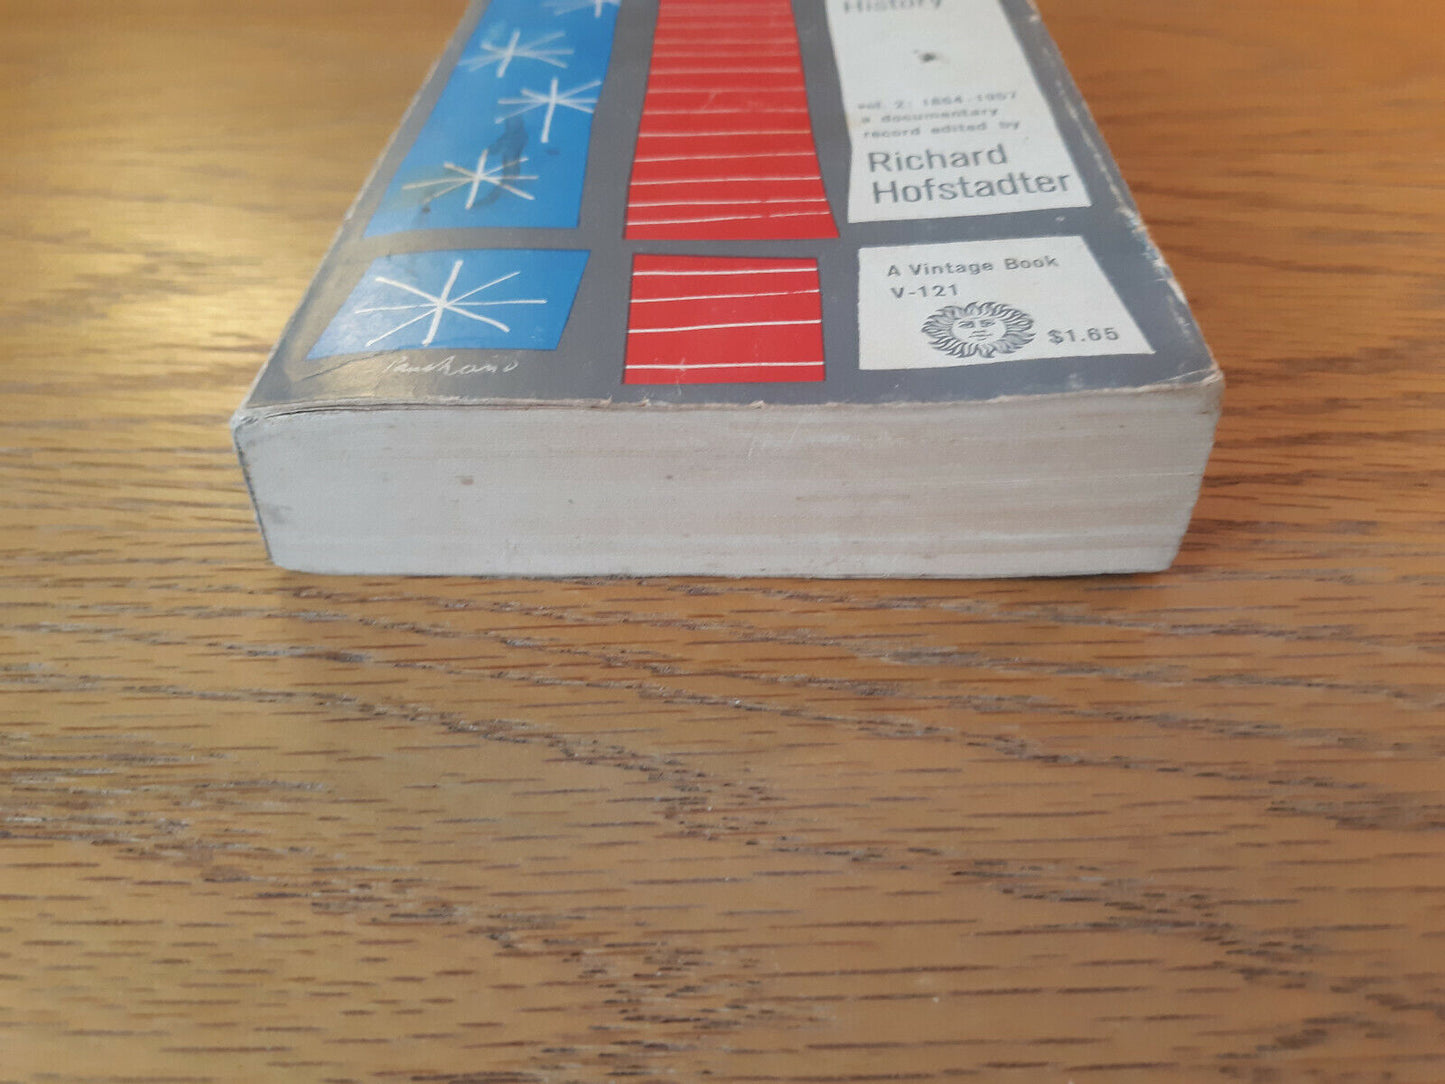 History
vol. 2: 1864-1957
a documentary
record edited by
Richard
Hofstadter
A Vintage Book
V-121
$1.65